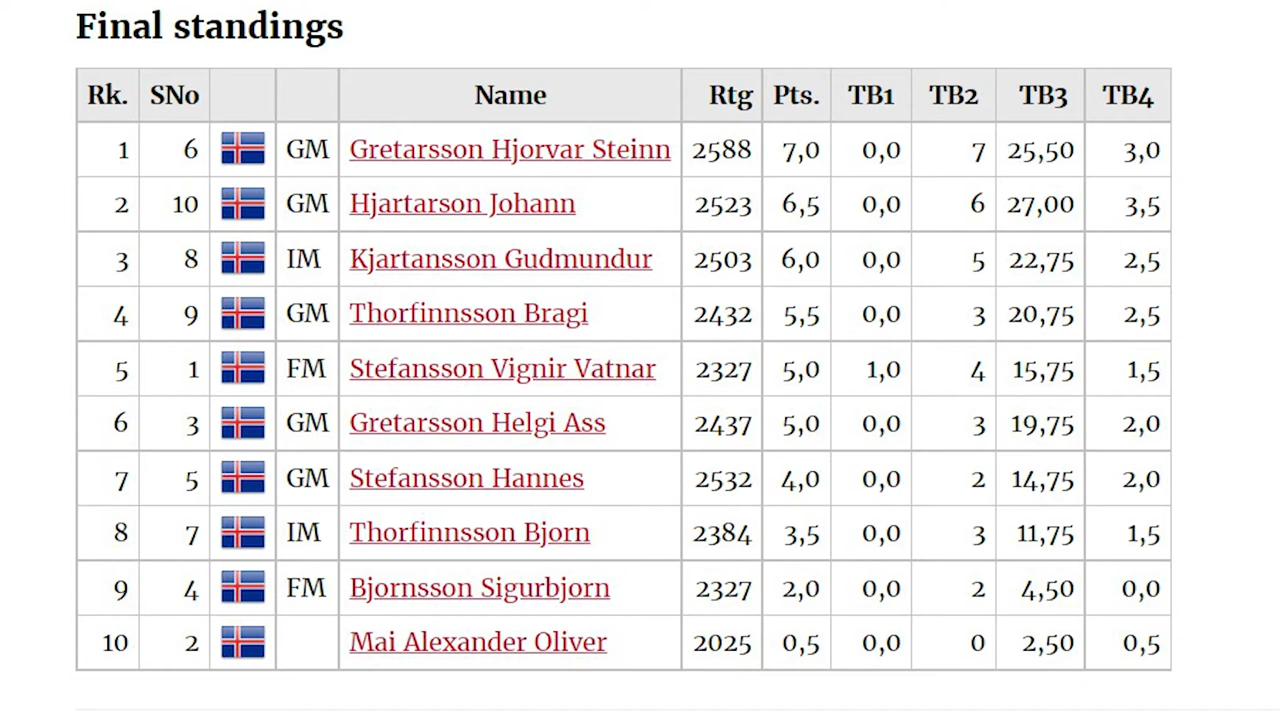 Final standings
Rk. SNo Name Rtg Pts. TB1 TB2 TB3 TB4
1 6 GM Gretarsson Hjorvar Steinn 2588 7,0 0,0 7 25,50 3,0
2 10 GM Hjartarson Johann 2523 6,5 0,0 6 27,00 3,5
3 8 IM Kjartansson Gudmundur 2503 6,0 0,0 5 22,75 2,5
4 9 GM Thorfinnsson Bragi 2432 5,5 0,0 3 20,75 2,5
5 1 FM Stefansson Vignir Vatnar 2327 5,0 1,0 4 15,75 1,5
6 3 GM Gretarsson Helgi Ass 2437 5,0 0,0 3 19,75 2,0
7 5 GM Stefansson Hannes 2532 4,0 0,0 2 14,75 2,0
8 7 IM Thorfinnsson Bjorn 2384 3,5 0,0 3 11,75 1,5
9 4 FM Bjornsson Sigurbjorn 2327 2,0 0,0 2 4,50 0,0
10 2 Mai Alexander Oliver 2025 0,5 0,0 0 2,50 0,5